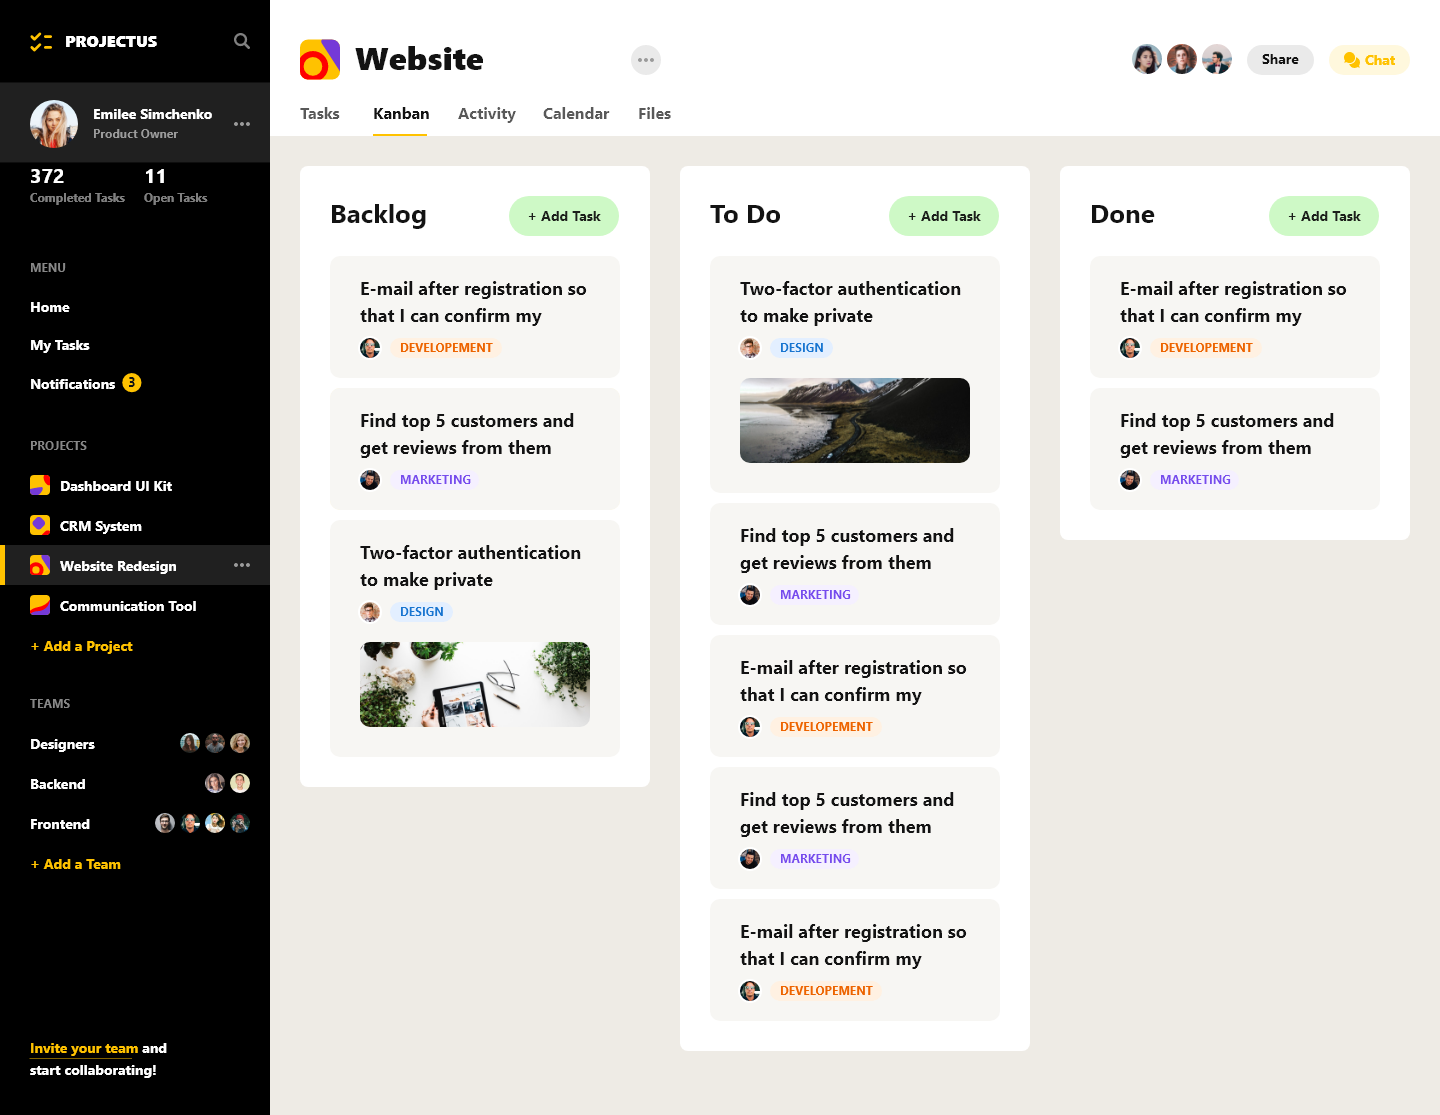 PROJECTUS
Emilee Simchenko
Product Owner
372
Completed Tasks
11
Open Tasks
MENU
Home
My Tasks
Notifications 3
PROJECTS
Dashboard UI Kit
CRM System
Website Redesign
Communication Tool
+ Add a Project
TEAMS
Designers
Backend
Frontend
+ Add a Team
Invite your team and
start collaborating!
Website
Share
Chat
Tasks
Kanban
Activity
Calendar
Files
Backlog
+ Add Task
E-mail after registration so
that I can confirm my
DEVELOPEMENT
Find top 5 customers and
get reviews from them
MARKETING
Two-factor authentication
to make private
DESIGN
To Do
+ Add Task
Two-factor authentication
to make private
DESIGN
Find top 5 customers and
get reviews from them
MARKETING
E-mail after registration so
that I can confirm my
DEVELOPEMENT
Find top 5 customers and
get reviews from them
MARKETING
E-mail after registration so
that I can confirm my
DEVELOPEMENT
Done
+ Add Task
E-mail after registration so
that I can confirm my
DEVELOPEMENT
Find top 5 customers and
get reviews from them
MARKETING